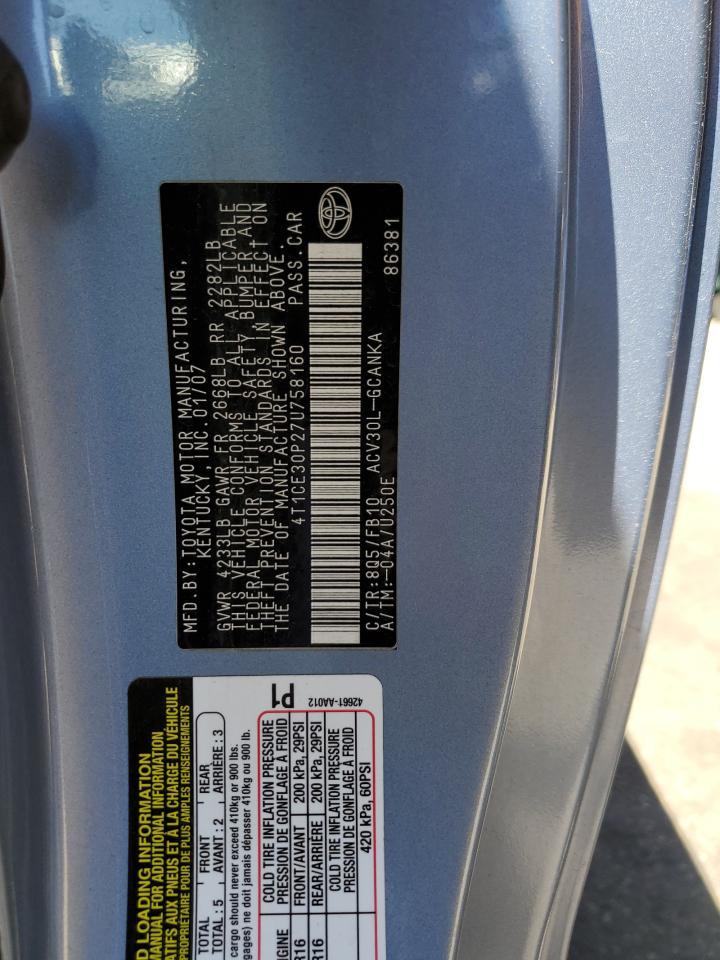 MFD.BY:TOYOTA MOTOR MANUFACTURING,
KENTUCKY, INC. 01/07
GVWR 4233LB GAWR FR 2668LB RR 2282LB
THIS VEHICLE CONFORMS TO ALL APPLICABLE
FEDERAL MOTOR VEHICLE SAFETY, BUMPER, AND
THEFT PREVENTION STANDARDS IN EFFECT ON
THE DATE OF MANUFACTURE SHOWN ABOVE.
4T1CE30P27U758160 PASS.CAR
C/TR:8Q5/FB10 ACV30L-GCANKA
A/TM:-04A/U250E 86381
LOADING INFORMATION
MANUAL FOR ADDITIONAL INFORMATION
ATIFS AUX PNEUS ET À LA CHARGE DU VÉHICULE
PROPRIÉTAIRE POUR DE PLUS AMPLES RENSEIGNEMENTS
TOTAL FRONT REAR
TOTAL : 5 AVANT : 2 ARRIÈRE : 3
cargo should never exceed 410kg or 900 lbs.
gages) ne doit jamais dépasser 410kg ou 900 lb.
P1
42661-AA012
COLD TIRE INFLATION PRESSURE
PRESSION DE GONFLAGE À FROID
FRONT/AVANT 200 kPa, 29PSI
REAR/ARRIÈRE 200 kPa, 29PSI
COLD TIRE INFLATION PRESSURE
PRESSION DE GONFLAGE À FROID
420 kPa, 60PSI
IGINE
R16
R16